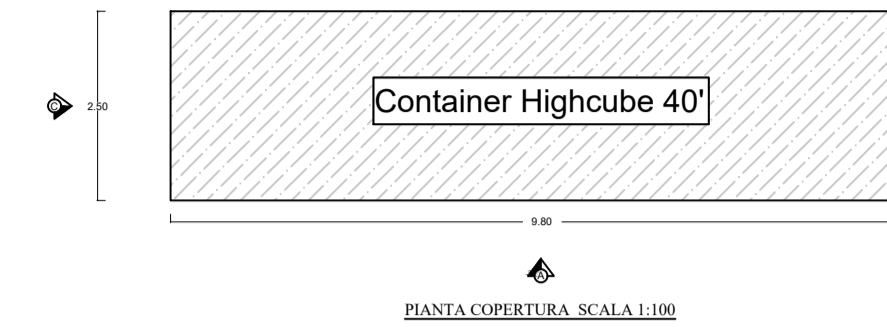 Container Highcube 40'
C
2.50
9.80
A
PIANTA COPERTURA SCALA 1:100